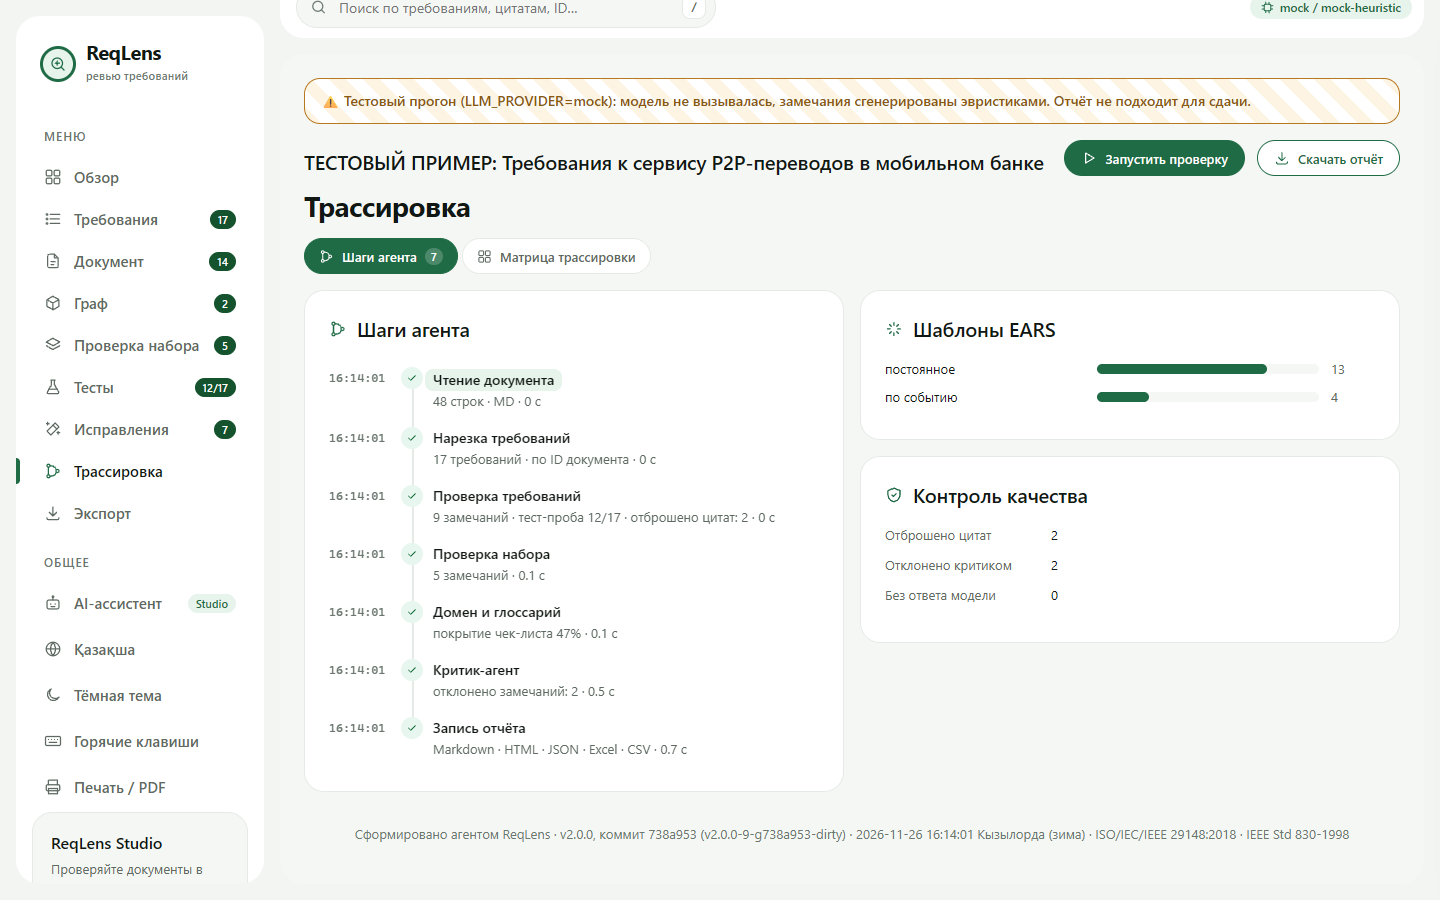 ReqLens
ревью требований
МЕНЮ
Обзор
Требования 17
Документ 14
Граф 2
Проверка набора 5
Тесты 12/17
Исправления 7
Трассировка
Экспорт
ОБЩЕЕ
AI-ассистент Studio
Қазақша
Тёмная тема
Горячие клавиши
Печать / PDF
ReqLens Studio
Проверяйте документы в
Поиск по требованиям, цитатам, ID... /
mock / mock-heuristic
Тестовый прогон (LLM_PROVIDER=mock): модель не вызывалась, замечания сгенерированы эвристиками. Отчёт не подходит для сдачи.
ТЕСТОВЫЙ ПРИМЕР: Требования к сервису P2P-переводов в мобильном банке
Запустить проверку
Скачать отчёт
Трассировка
Шаги агента 7
Матрица трассировки
Шаги агента
16:14:01 Чтение документа
48 строк · MD · 0 с
16:14:01 Нарезка требований
17 требований · по ID документа · 0 с
16:14:01 Проверка требований
9 замечаний · тест-проба 12/17 · отброшено цитат: 2 · 0 с
16:14:01 Проверка набора
5 замечаний · 0.1 с
16:14:01 Домен и глоссарий
покрытие чек-листа 47% · 0.1 с
16:14:01 Критик-агент
отклонено замечаний: 2 · 0.5 с
16:14:01 Запись отчёта
Markdown · HTML · JSON · Excel · CSV · 0.7 с
Шаблоны EARS
постоянное 13
по событию 4
Контроль качества
Отброшено цитат 2
Отклонено критиком 2
Без ответа модели 0
Сформировано агентом ReqLens · v2.0.0, коммит 738a953 (v2.0.0-9-g738a953-dirty) · 2026-11-26 16:14:01 Кызылорда (зима) · ISO/IEC/IEEE 29148:2018 · IEEE Std 830-1998